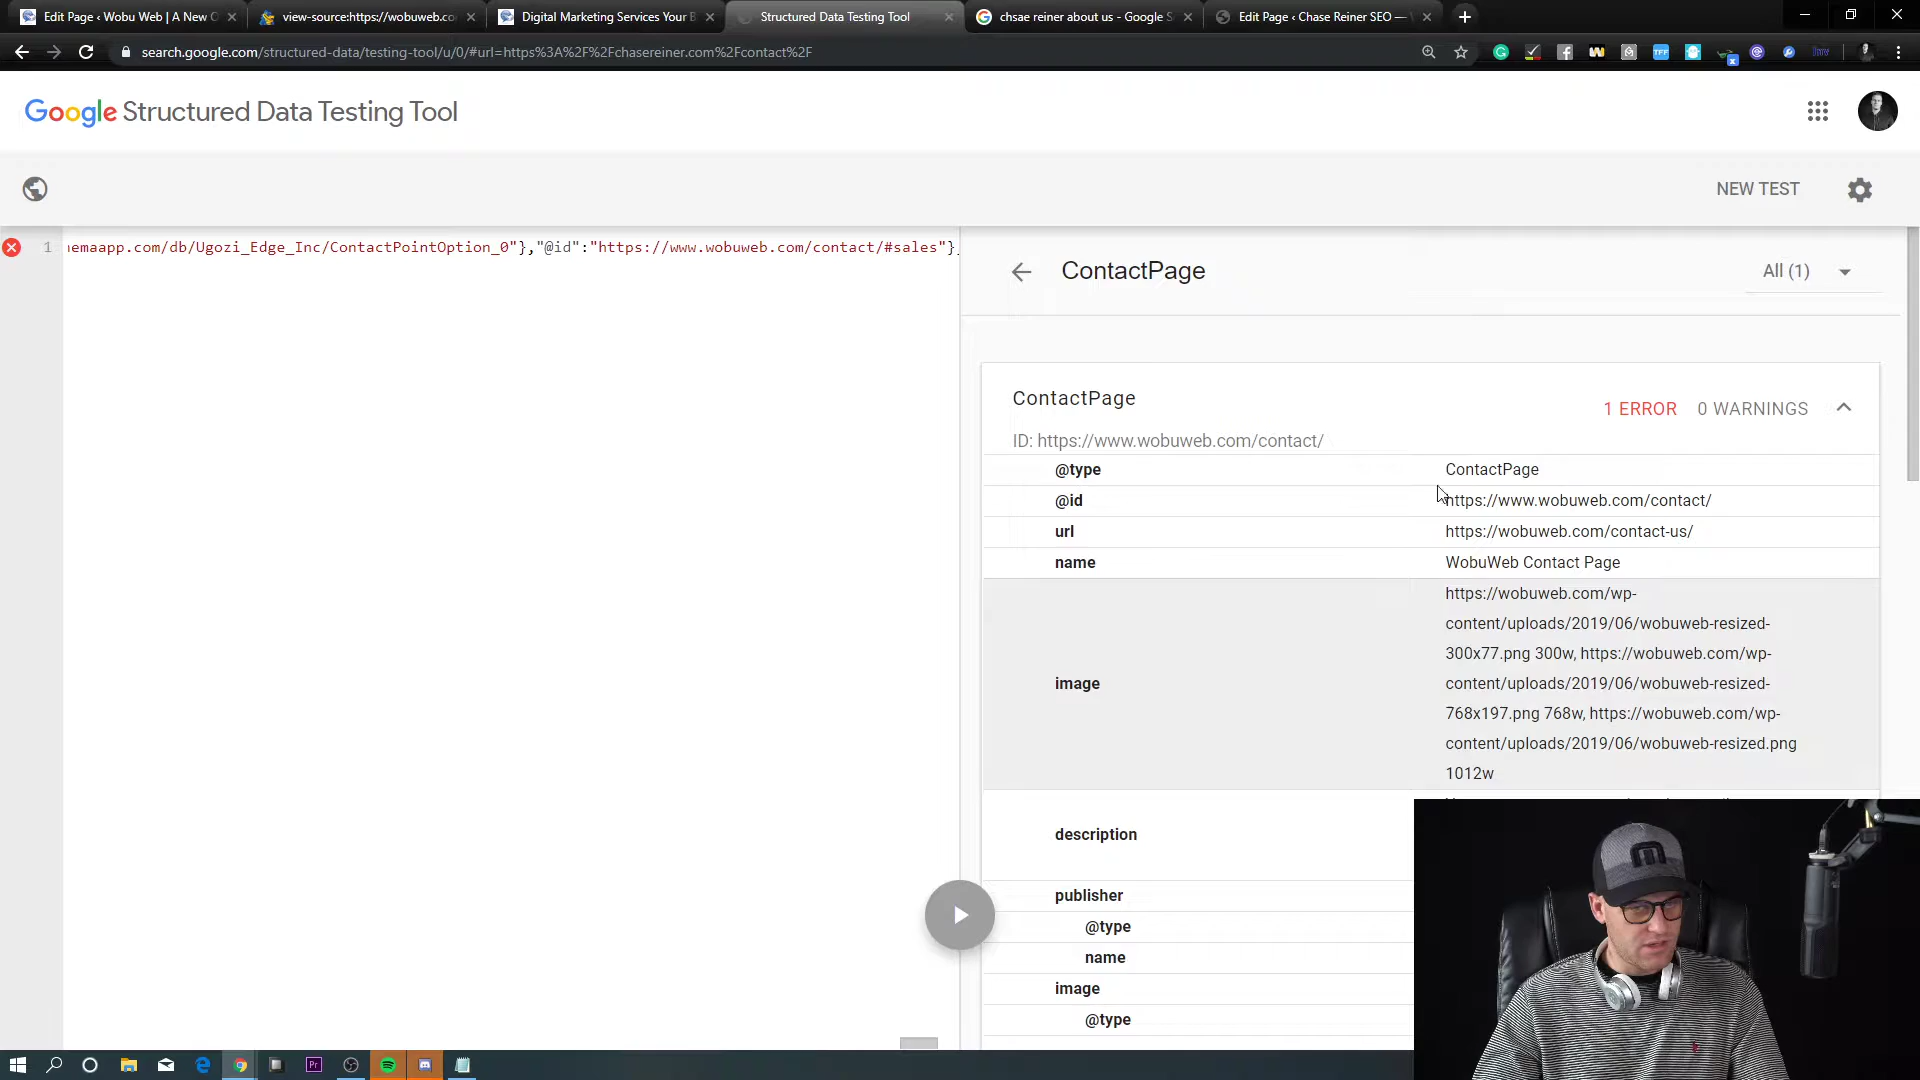 Edit Page ‹ Wobu Web | A New O
view-source:https://wobuweb.co
Digital Marketing Services Your B
Structured Data Testing Tool
chsae reiner about us - Google S
Edit Page ‹ Chase Reiner SEO —
search.google.com/structured-data/testing-tool/u/0/#url=https%3A%2F%2Fchasereiner.com%2Fcontact%2F
Google Structured Data Testing Tool
NEW TEST
1 emaapp.com/db/Ugozi_Edge_Inc/ContactPointOption_0"},"@id":"https://www.wobuweb.com/contact/#sales"}
ContactPage
All (1)
ContactPage
1 ERROR 0 WARNINGS
ID: https://www.wobuweb.com/contact/
@type ContactPage
@id https://www.wobuweb.com/contact/
url https://wobuweb.com/contact-us/
name WobuWeb Contact Page
https://wobuweb.com/wp-
content/uploads/2019/06/wobuweb-resized-
300x77.png 300w, https://wobuweb.com/wp-
image content/uploads/2019/06/wobuweb-resized-
768x197.png 768w, https://wobuweb.com/wp-
content/uploads/2019/06/wobuweb-resized.png
1012w
description
publisher
@type
name
image
@type